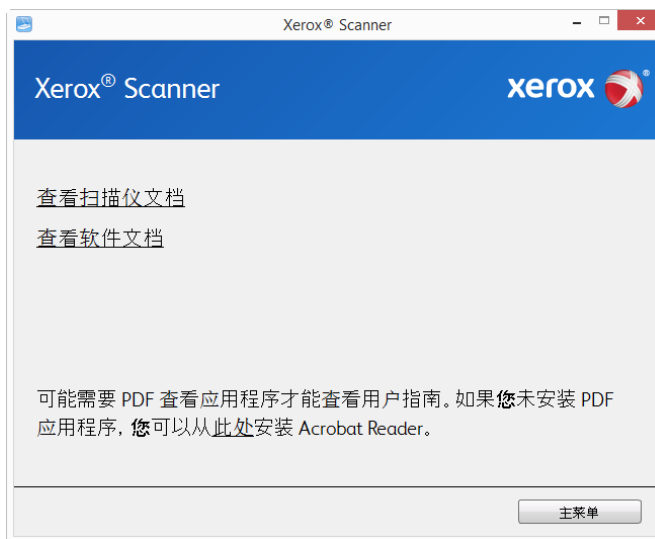 Xerox® Scanner
Xerox® Scanner
xerox®
查看扫描仪文档
查看软件文档
可能需要 PDF 查看应用程序才能查看用户指南。如果您未安装 PDF
应用程序, 您可以从此处安装 Acrobat Reader。
主菜单